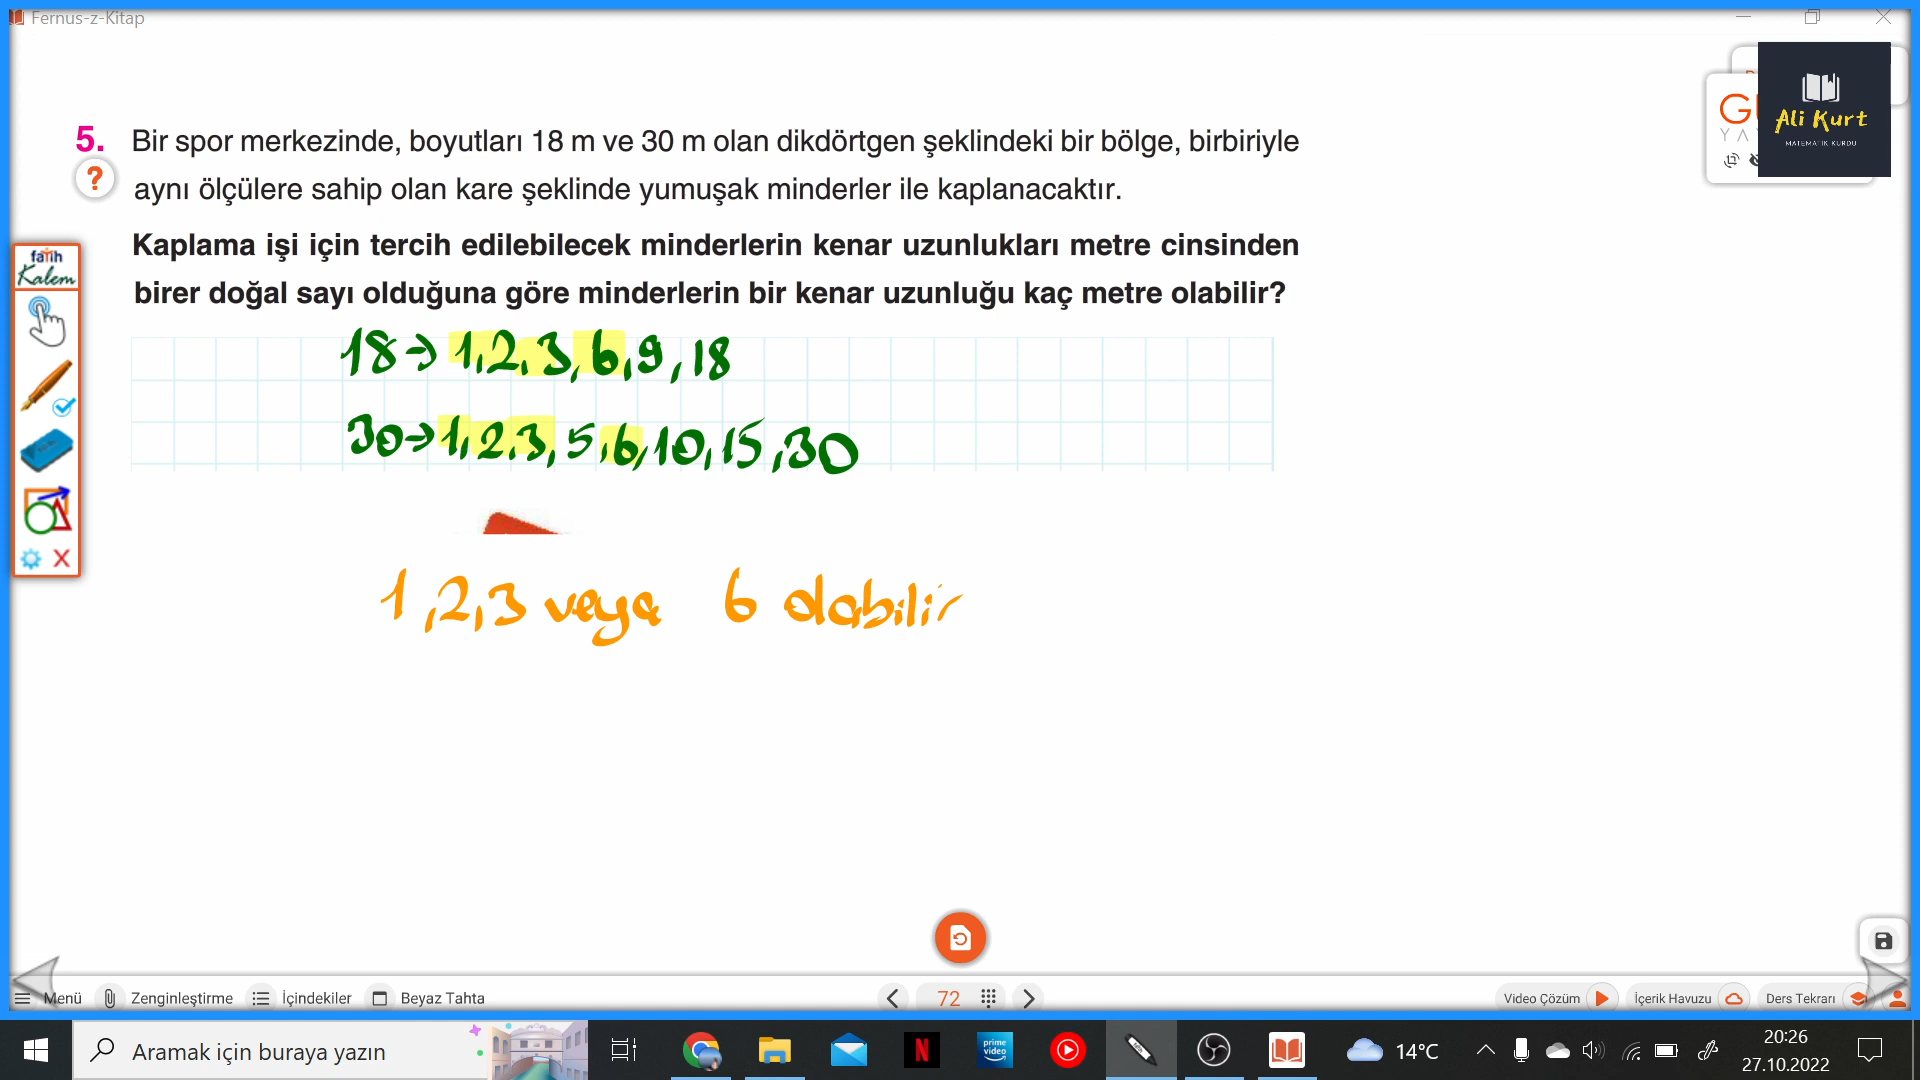 Fernus-z-Kitap
Ali Kurt
MATEMATİK KURDU
5. Bir spor merkezinde, boyutları 18 m ve 30 m olan dikdörtgen şeklindeki bir bölge, birbiriyle
? aynı ölçülere sahip olan kare şeklinde yumuşak minderler ile kaplanacaktır.
Kaplama işi için tercih edilebilecek minderlerin kenar uzunlukları metre cinsinden
birer doğal sayı olduğuna göre minderlerin bir kenar uzunluğu kaç metre olabilir?
fatih
Kalem
18→1,2,3,6,9,18
30→1,2,3,5,6,10,15,30
1,2,3 veya 6 olabilir
Menü Zenginleştirme İçindekiler Beyaz Tahta 72 Video Çözüm İçerik Havuzu Ders Tekrarı
Aramak için buraya yazın
N
prime video
14°C
20:26
27.10.2022